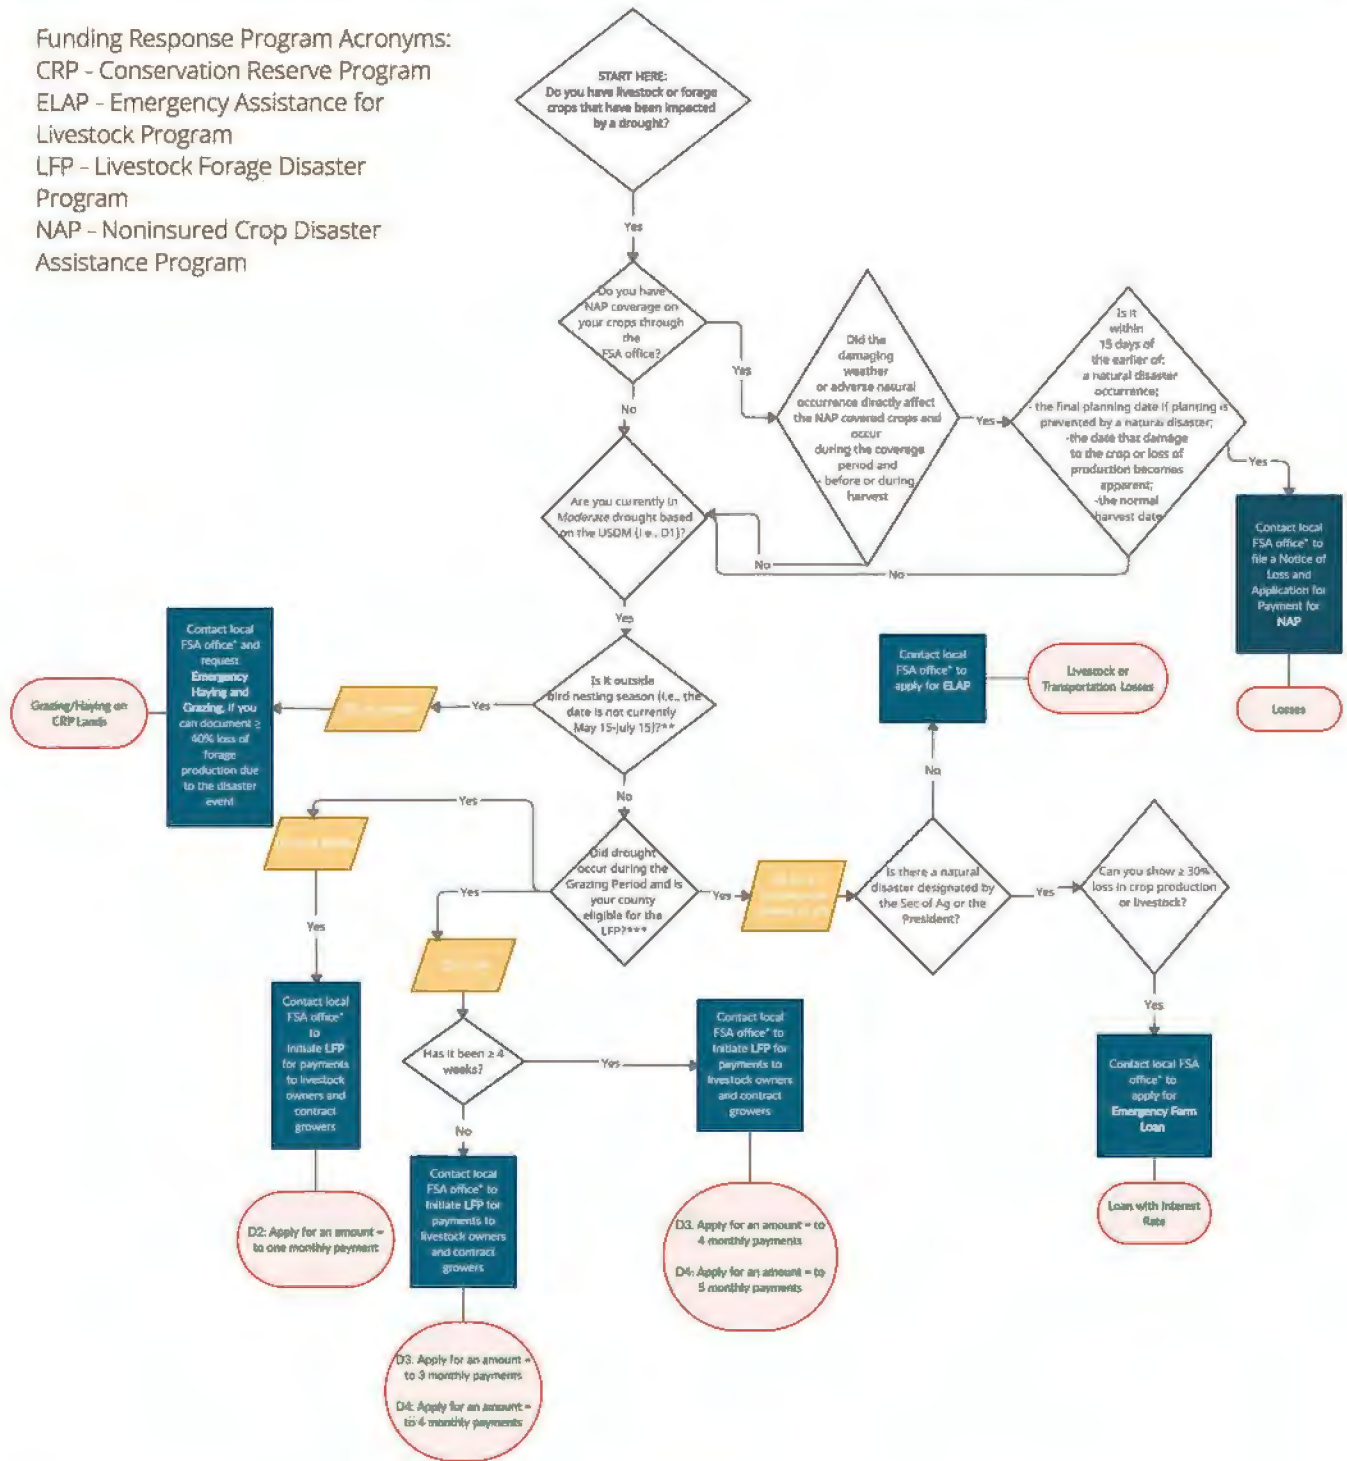 Funding Response Program Acronyms:
CRP - Conservation Reserve Program
ELAP - Emergency Assistance for
Livestock Program
LFP - Livestock Forage Disaster
Program
NAP - Noninsured Crop Disaster
Assistance Program
START HERE:
Do you have livestock or forage
crops that have been impacted
by a drought?
Yes
Do you have
NAP coverage on
your crops through
the
FSA office?
Yes
No
Did the
damaging
weather
or adverse natural
occurrence directly affect
the NAP covered crops and
occur
during the coverage
period and
- before or during
harvest
Yes
No
Is it
within
15 days of
the earlier of:
a natural disaster
occurrence;
- the final planning date if planting is
prevented by a natural disaster;
-the date that damage
to the crop or loss of
production becomes
apparent;
-the normal
harvest date
Yes
No
Contact local
FSA office* to
file a Notice of
Loss and
Application for
Payment for
NAP
Losses
Are you currently in
Moderate drought based
on the USDM (i.e., D1)?
Yes
Is it outside
bird nesting season (i.e., the
date is not currently
May 15-July 15)?**
Yes
Contact local
FSA office* and
request
Emergency
Haying and
Grazing, if you
can document ≥
40% loss of
forage
production due
to the disaster
event
Grazing/Haying on
CRP Lands
No
Did drought
occur during the
Grazing Period and is
your county
eligible for the
LFP?***
Yes
Yes
Contact local
FSA office*
to
Initiate LFP
for payments
to livestock
owners and
contract
growers
D2: Apply for an amount =
to one monthly payment
Yes
Has it been ≥ 4
weeks?
Yes
Contact local
FSA office* to
Initiate LFP for
payments to
livestock owners
and contract
growers
D3. Apply for an amount = to
4 monthly payments
D4: Apply for an amount = to
5 monthly payments
No
Contact local
FSA office* to
Initiate LFP for
payments to
livestock owners
and contract
growers
D3. Apply for an amount =
to 3 monthly payments
D4: Apply for an amount =
to 4 monthly payments
Yes
Is there a natural
disaster designated by
the Sec of Ag or the
President?
No
Contact local
FSA office* to
apply for ELAP
Livestock or
Transportation Losses
Yes
Can you show ≥ 30%
loss in crop production
or livestock?
Yes
Contact local FSA
office* to
apply for
Emergency Farm
Loan
Loan with Interest
Rate